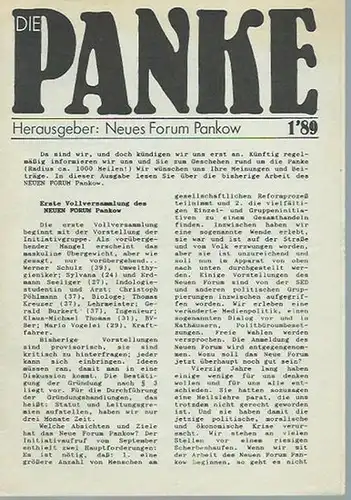 DIE
PANKE
Herausgeber: Neues Forum Pankow 1'89
Da sind wir, und doch kündigen wir uns erst an. Künftig regel-
mäßig informieren wir uns und Sie zum Geschehen rund um die Panke
(Radius ca. 1000 Meilen!) Wir wünschen uns Ihre Meinungen und Bei-
träge. In dieser Ausgabe lesen Sie über die bisherige Arbeit des
NEUEN FORUM Pankow.
Erste Vollversammlung des
NEUEN FORUM Pankow
Die erste Vollversammlung
beginnt mit der Vorstellung der
Initiativgruppe. Als vorüberge-
hender Mangel erscheint das
maskuline Übergewicht, aber wie
gesagt, nur vorübergehend...
Werner Schulz (39), Umwelthy-
gieniker; Sylvana (24) und Erd-
mann Seeliger (27), Indologie-
studentin und Arzt; Christoph
Pöhlmann (37), Biologe; Thomas
Kreuzer (37), Lehrmeister; Ge-
rald Burkert (37), Ingenieur;
Klaus-Michael Thomas (31), BV-
Ber; Mario Vogelei (29), Kraft-
fahrer.
Bisherige Vorstellungen
sind provisorisch, sie sind
kritisch zu hinterfragen; jeder
kann sich einbringen. Ideen
müssen ran, damit man in eine
Diskussion kommt. Die Bestäti-
gung der Gründung nach § 3
liegt vor. Für die Durchführung
der Gründungshandlungen, das
heißt: Statut und Leitungsgre-
mien aufstellen, haben wir nur
drei Monate Zeit.
Welche Absichten und Ziele
hat das Neue Forum Pankow? Der
Initiativaufruf vom September
enthielt zwei Hauptforderungen:
Es ist nötig, daß: 1. eine
größere Anzahl von Menschen am
gesellschaftlichen Reformprozeß
teilnimmt und 2. die vielfälti-
gen Einzel- und Gruppeninitia-
tiven zu einem Gesamthandeln
finden. Inzwischen haben wir
eine sogenannte Wende erlebt,
sie war und ist auf der Straße
und vom Volk erzwungen worden,
aber sie ist unzureichend und
soll nun im Apparat von oben
nach unten durchgestellt wer-
den. Einige Vorstellungen des
Neuen Forum sind von der SED
und anderen politischen Grup-
pierungen inzwischen aufgegrif-
fen worden. Wir erleben eine
veränderte Medienpolitik, einen
sogenannten Dialog vor und in
Rathäusern, Politbüroumbeset-
zungen. Freie Wahlen werden
versprochen. Die Anmeldung des
Neuen Forum wird entgegengenom-
men. Wozu soll das Neue Forum
jetzt überhaupt noch gut sein?
Vierzig Jahre lang haben
einige wenige für uns denken
wollen und für uns alle ent-
schieden. Sie hatten sozusagen
eine Heilslehre parat, die uns
trotzdem nicht gerecht geworden
ist. Und sie haben damit die
jetzige politische, moralische
und ökonomische Krise verur-
sacht. Wir stehen an vielen
Stellen vor einem riesigen
Scherbenhaufen. Wenn wir mit
der Arbeit des Neuen Forum Pan-
kow beginnen, so geht es nicht